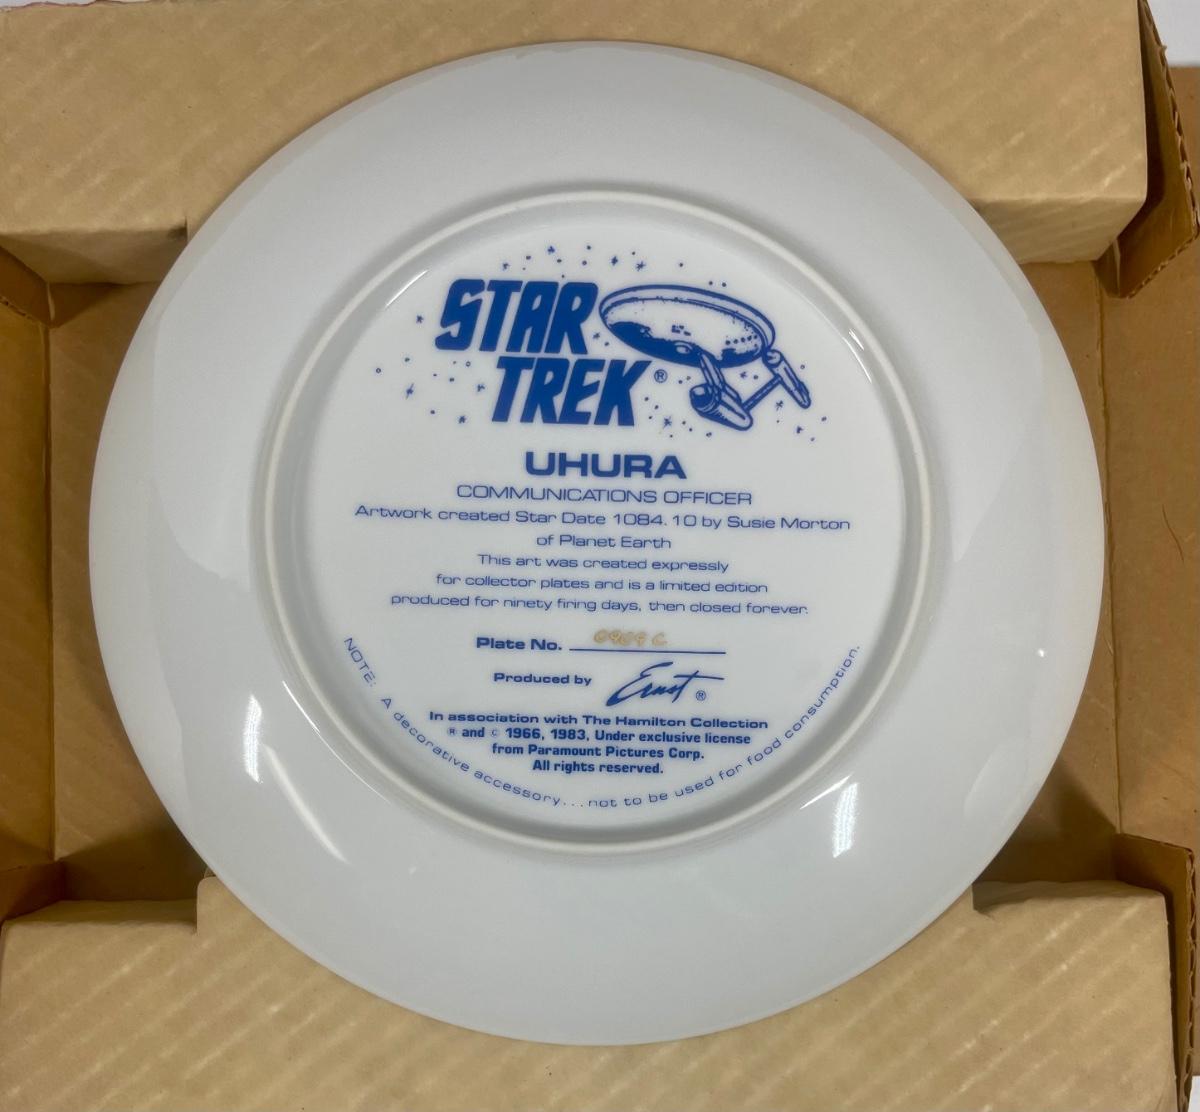 STAR
TREK®
UHURA
COMMUNICATIONS OFFICER
Artwork created Star Date 1084.10 by Susie Morton
of Planet Earth
This art was created expressly
for collector plates and is a limited edition
produced for ninety firing days, then closed forever.
Plate No. 0909 C
Produced by Ernst ®
In association with The Hamilton Collection
® and © 1966, 1983, Under exclusive license
from Paramount Pictures Corp.
All rights reserved.
NOTE: A decorative accessory...not to be used for food consumption.